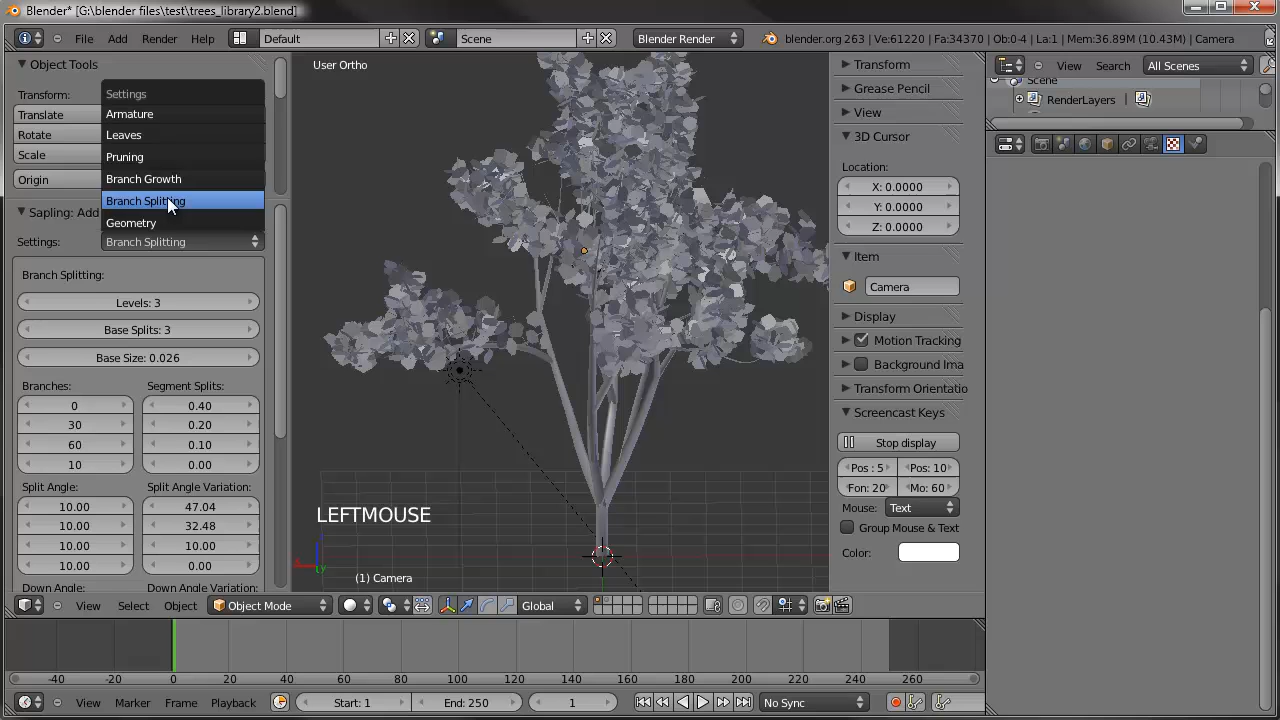 Blender* [G:\blender files\test\trees_library2.blend]
File Add Render Help Default Scene Blender Render blender.org 263 | Ve:61220 | Fa:34370 | Ob:0-4 | La:1 | Mem:36.89M (10.43M) | Camera
Object Tools
Transform:
Translate
Rotate
Scale
Origin
Settings
Armature
Leaves
Pruning
Branch Growth
Branch Splitting
Geometry
Sapling: Add
Settings: Branch Splitting
Branch Splitting:
Levels: 3
Base Splits: 3
Base Size: 0.026
Branches: Segment Splits:
0 0.40
30 0.20
60 0.10
10 0.00
Split Angle: Split Angle Variation:
10.00 47.04
10.00 32.48
10.00 10.00
10.00 0.00
Down Angle: Down Angle Variation:
User Ortho
LEFTMOUSE
(1) Camera
Transform
Grease Pencil
View
3D Cursor
Location:
X: 0.0000
Y: 0.0000
Z: 0.0000
Item
Camera
Display
Motion Tracking
Background Ima
Transform Orientatio
Screencast Keys
Stop display
Pos : 5 Pos: 10
Fon: 20 Mo: 60
Mouse: Text
Group Mouse & Text
Color:
View Search All Scenes
Scene
RenderLayers |
View Select Object Object Mode Global
-40 -20 0 20 40 60 80 100 120 140 160 180 200 220 240 260
View Marker Frame Playback Start: 1 End: 250 1 No Sync